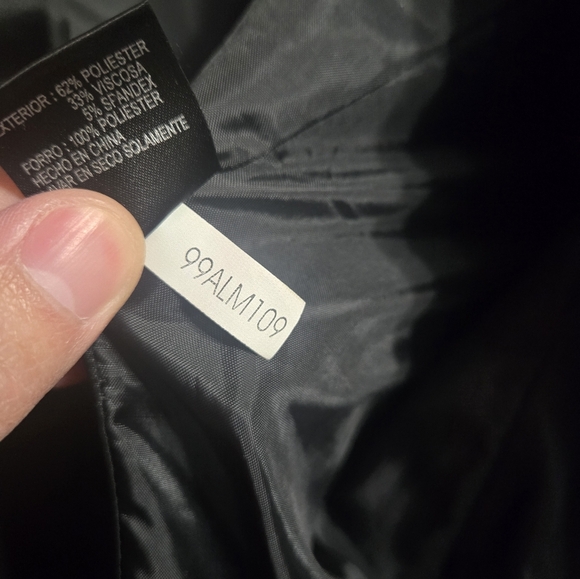 EXTERIOR : 62% POLIESTER
33% VISCOSA
5% SPANDEX
FORRO : 100% POLIESTER
HECHO EN CHINA
EN SECO SOLAMENTE
99ALM109